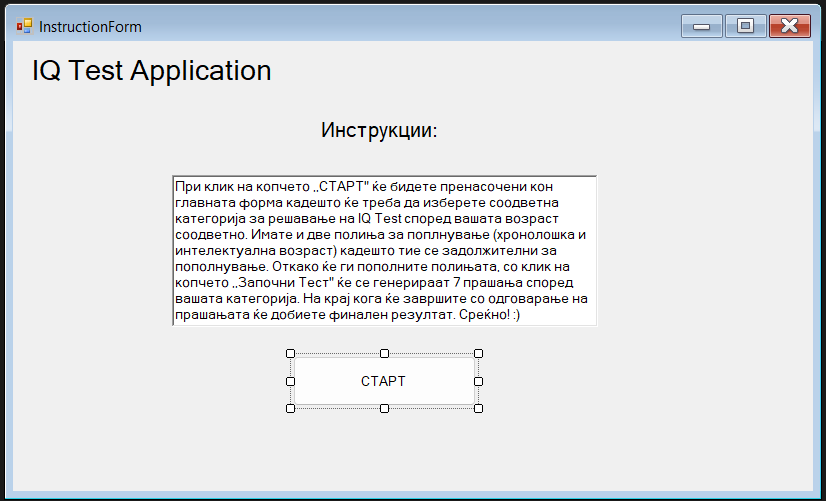 InstructionForm
IQ Test Application
Инструкции:
При клик на копчето ,,СТАРТ" ќе бидете пренасочени кон
главната форма кадешто ќе треба да изберете соодветна
категорија за решавање на IQ Test според вашата возраст
соодветно. Имате и две полиња за поплнување (хронолошка и
интелектуална возраст) кадешто тие се задолжителни за
пополнување. Откако ќе ги пополните полињата, со клик на
копчето ,,Започни Тест" ќе се генерираат 7 прашања според
вашата категорија. На крај кога ќе завршите со одговарање на
прашањата ќе добиете финален резултат. Среќно! :)
СТАРТ